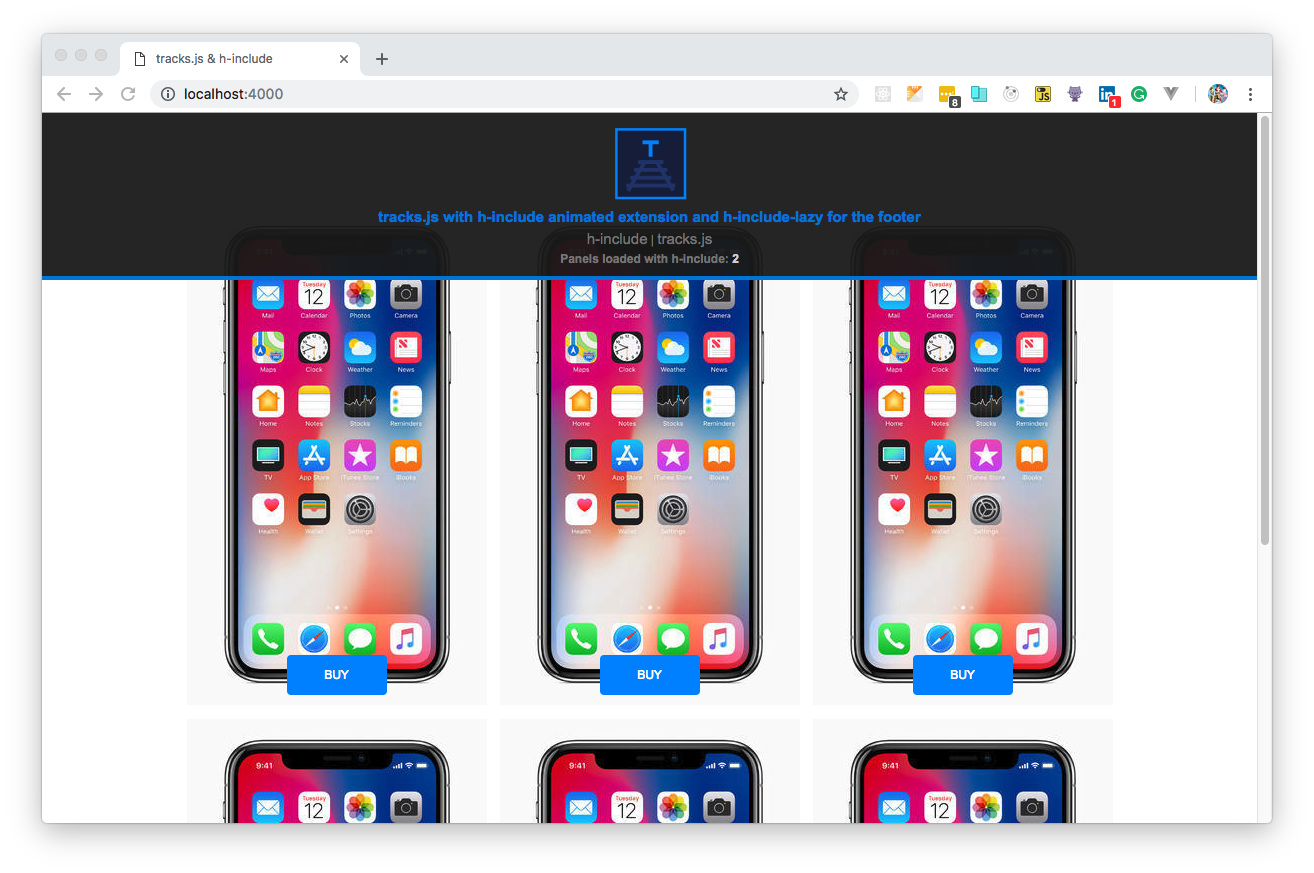 tracks.js & h-include
localhost:4000
8
JS
1
T
tracks.js with h-include animated extension and h-include-lazy for the footer
h-include | tracks.js
Panels loaded with h-include: 2
Tuesday Tuesday Tuesday
12 12 12
Mail Calendar Photos Camera Mail Calendar Photos Camera Mail Calendar Photos Camera
Maps Clock Weather News Maps Clock Weather News Maps Clock Weather News
Home Notes Stocks Reminders Home Notes Stocks Reminders Home Notes Stocks Reminders
TV App Store iTunes Store iBooks TV App Store iTunes Store iBooks TV App Store iTunes Store iBooks
Health Wallet Settings Health Wallet Settings Health Wallet Settings
BUY BUY BUY
9:41 9:41 9:41
Tuesday Tuesday Tuesday
12 12 12